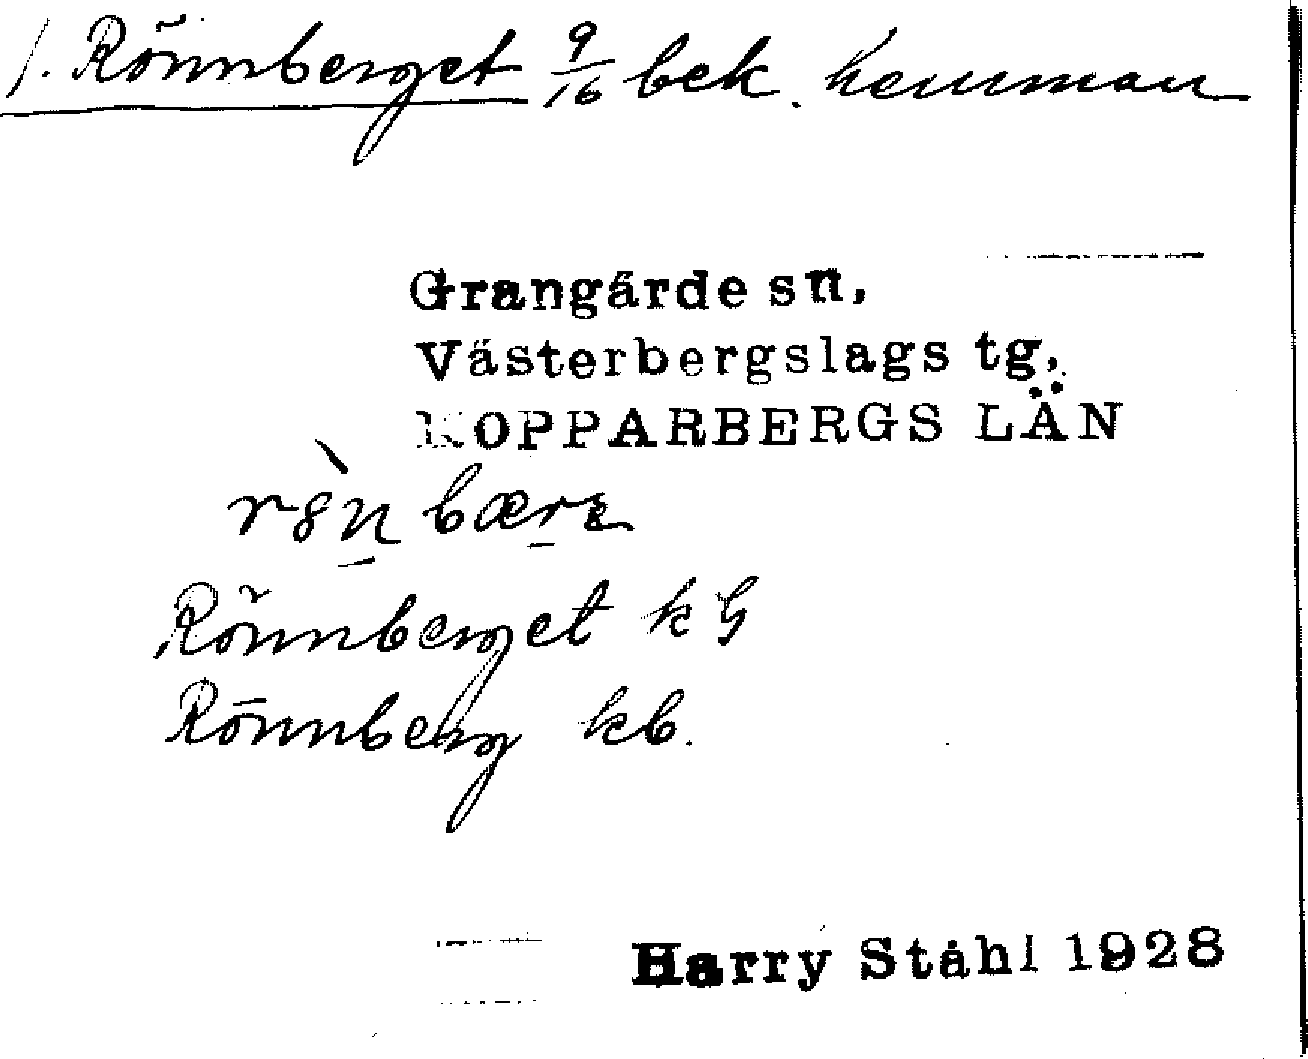 1. Rönnberget 9/16 bek. hemman
Grangärde sn,
Västerbergslags tg,
KOPPARBERGS LÄN
Rönnberget kG
Rönnberg kb.
Harry Ståhl 1928